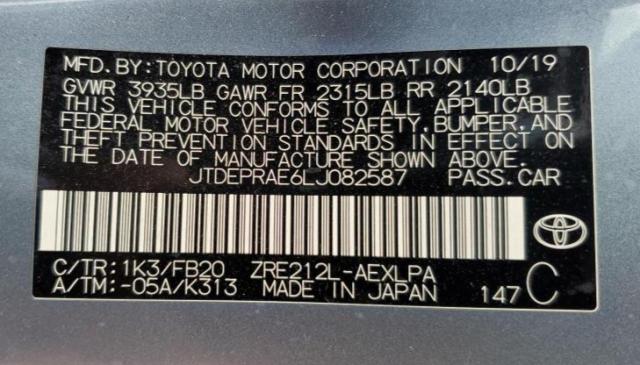 MFD.BY:TOYOTA MOTOR CORPORATION 10/19
GVWR 3935LB GAWR FR 2315LB RR 2140LB
THIS VEHICLE CONFORMS TO ALL APPLICABLE
FEDERAL MOTOR VEHICLE SAFETY,BUMPER,AND
THEFT PREVENTION STANDARDS IN EFFECT ON
THE DATE OF MANUFACTURE SHOWN ABOVE.
JTDEPRAE6LJ082587 PASS.CAR
C/TR:1K3/FB20 ZRE212L-AEXLPA
A/TM:-05A/K313 MADE IN JAPAN 147 C